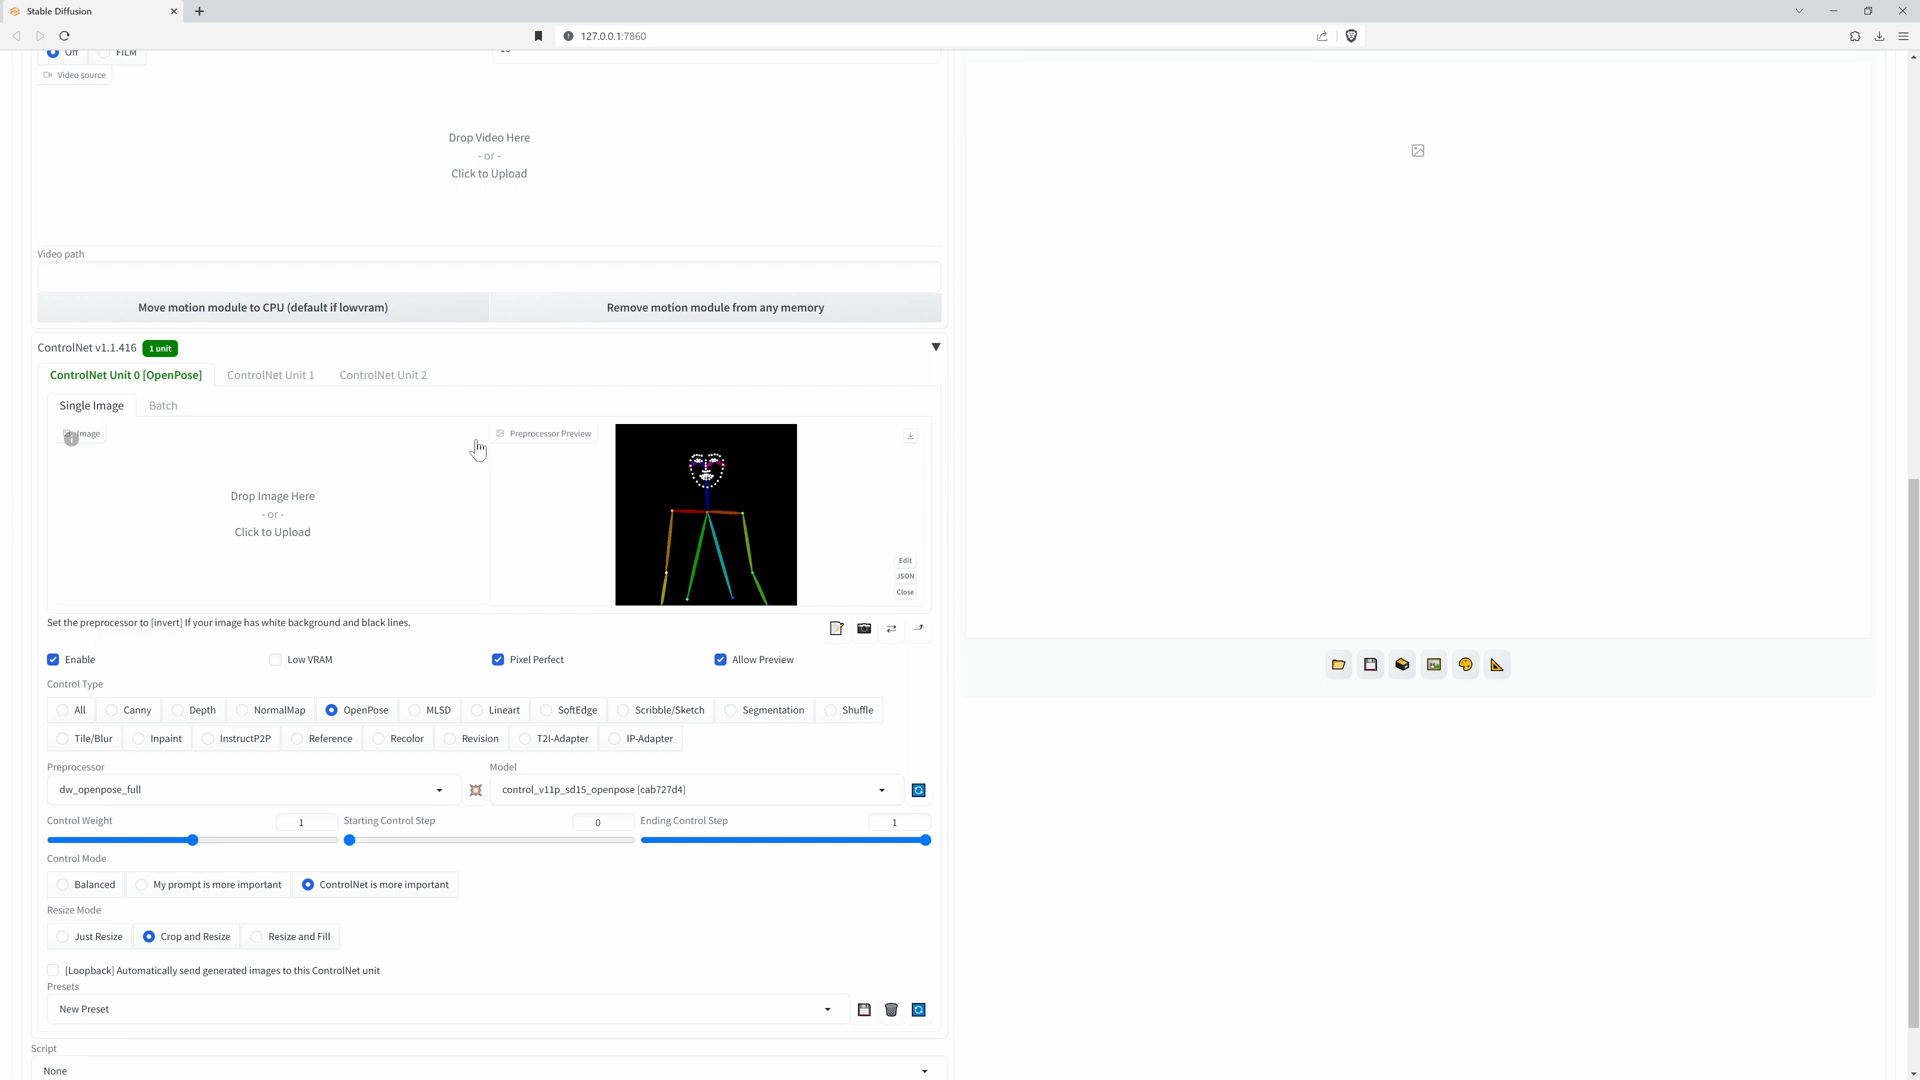 Stable Diffusion
127.0.0.1:7860
Off FILM
Video source
Drop Video Here
- or -
Click to Upload
Video path
Move motion module to CPU (default if lowvram) Remove motion module from any memory
ControlNet v1.1.416 1 unit
ControlNet Unit 0 [OpenPose] ControlNet Unit 1 ControlNet Unit 2
Single Image Batch
Image Preprocessor Preview
Drop Image Here
- or -
Click to Upload
Edit
JSON
Close
Set the preprocessor to [invert] If your image has white background and black lines.
Enable Low VRAM Pixel Perfect Allow Preview
Control Type
All Canny Depth NormalMap OpenPose MLSD Lineart SoftEdge Scribble/Sketch Segmentation Shuffle
Tile/Blur Inpaint InstructP2P Reference Recolor Revision T2I-Adapter IP-Adapter
Preprocessor Model
dw_openpose_full control_v11p_sd15_openpose [cab727d4]
Control Weight 1 Starting Control Step 0 Ending Control Step 1
Control Mode
Balanced My prompt is more important ControlNet is more important
Resize Mode
Just Resize Crop and Resize Resize and Fill
[Loopback] Automatically send generated images to this ControlNet unit
Presets
New Preset
Script
None